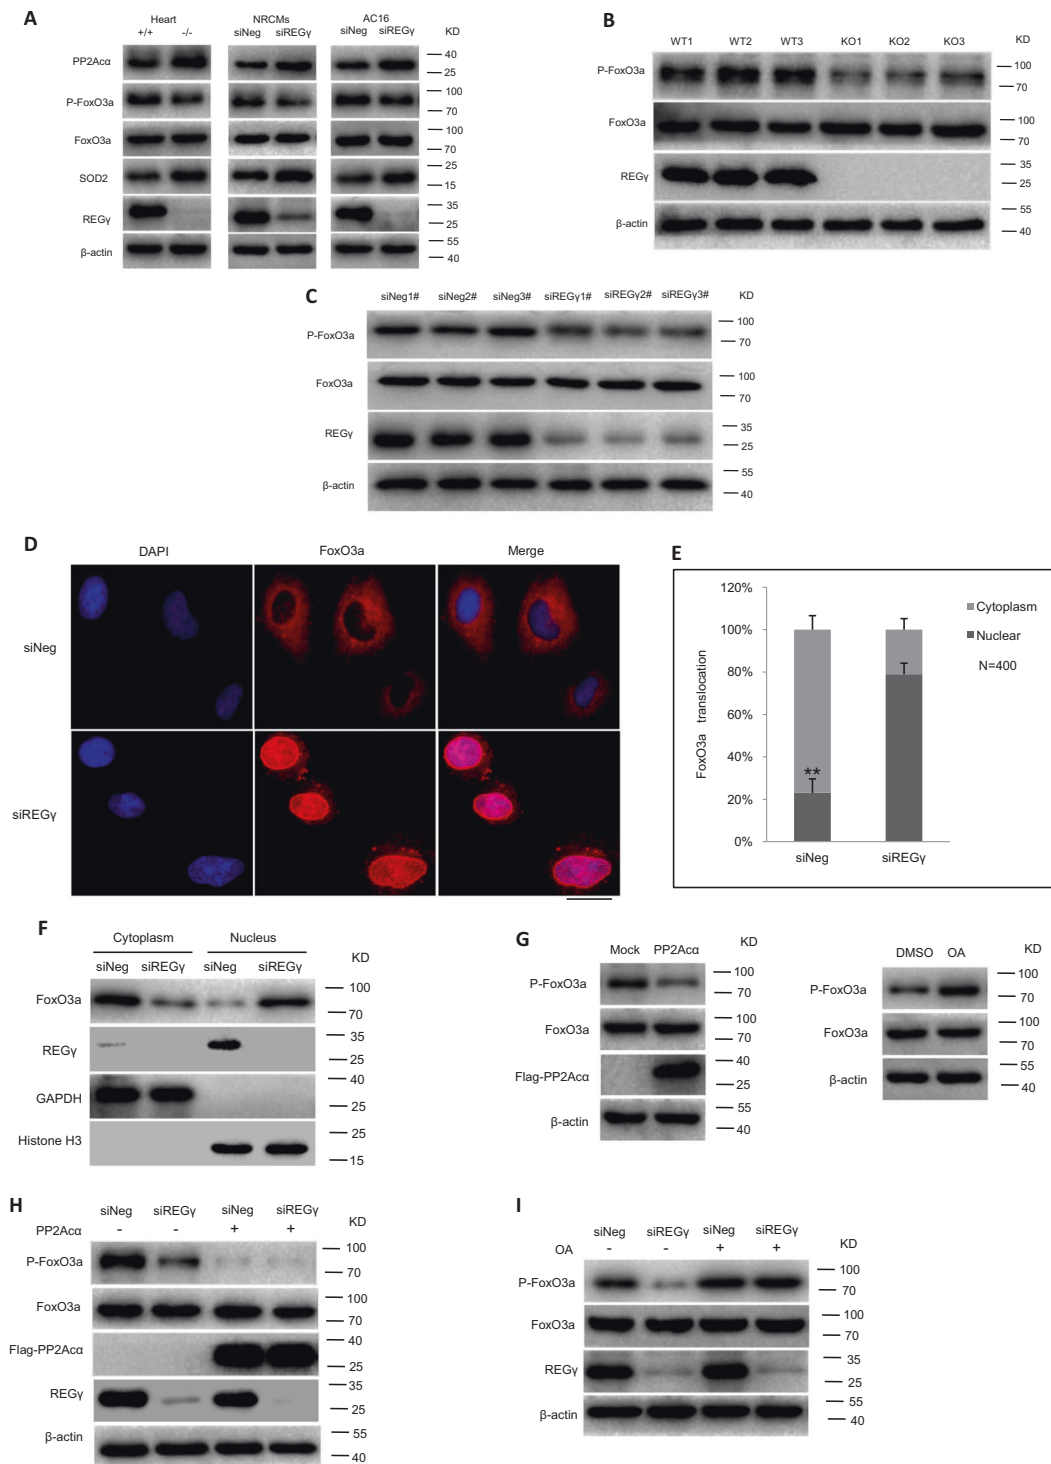 A
Heart NRCMs AC16
+/+ -/- siNeg siREGγ siNeg siREGγ KD
PP2Acα 40
25
P-FoxO3a 100
70
FoxO3a 100
70
SOD2 25
15
REGγ 35
25
β-actin 55
40
B
WT1 WT2 WT3 KO1 KO2 KO3 KD
P-FoxO3a 100
70
FoxO3a 100
70
REGγ 35
25
β-actin 55
40
C
siNeg1# siNeg2# siNeg3# siREGγ1# siREGγ2# siREGγ3# KD
P-FoxO3a 100
70
FoxO3a 100
70
REGγ 35
25
β-actin 55
40
D
DAPI FoxO3a Merge
siNeg
siREGγ
E
FoxO3a translocation
120%
100%
80%
60%
40%
20%
0%
**
Cytoplasm
Nuclear
N=400
siNeg siREGγ
F
Cytoplasm Nucleus KD
siNeg siREGγ siNeg siREGγ
FoxO3a 100
70
REGγ 35
25
GAPDH 40
25
Histone H3 25
15
G
Mock PP2Acα KD
P-FoxO3a 100
70
FoxO3a 100
70
Flag-PP2Acα 40
25
β-actin 55
40
DMSO OA KD
P-FoxO3a 100
70
FoxO3a 100
70
β-actin 55
40
H
siNeg siREGγ siNeg siREGγ KD
PP2Acα - - + +
P-FoxO3a 100
70
FoxO3a 100
70
Flag-PP2Acα 40
25
REGγ 35
25
β-actin 55
40
I
siNeg siREGγ siNeg siREGγ KD
OA - - + +
P-FoxO3a 100
70
FoxO3a 100
70
REGγ 35
25
β-actin 55
40